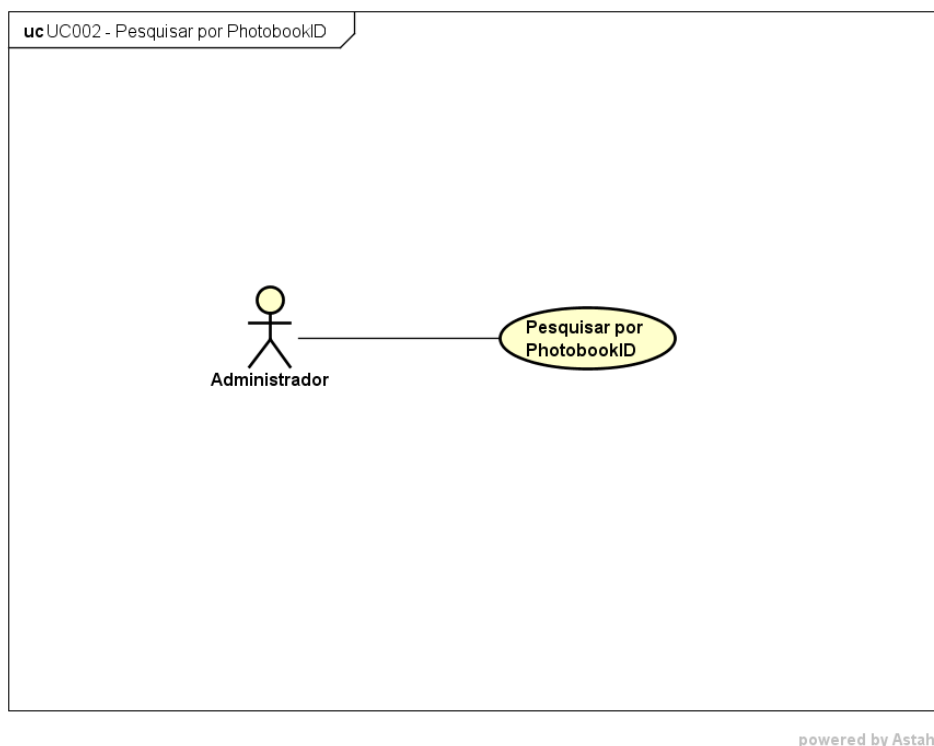 uc UC002 - Pesquisar por PhotobookID
Pesquisar por
PhotobookID
Administrador
powered by Astah